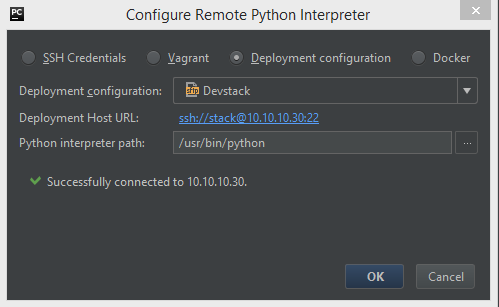 PC
Configure Remote Python Interpreter
SSH Credentials Vagrant Deployment configuration Docker
Deployment configuration: sftp Devstack
Deployment Host URL: ssh://stack@10.10.10.30:22
Python interpreter path: /usr/bin/python ...
Successfully connected to 10.10.10.30.
OK Cancel